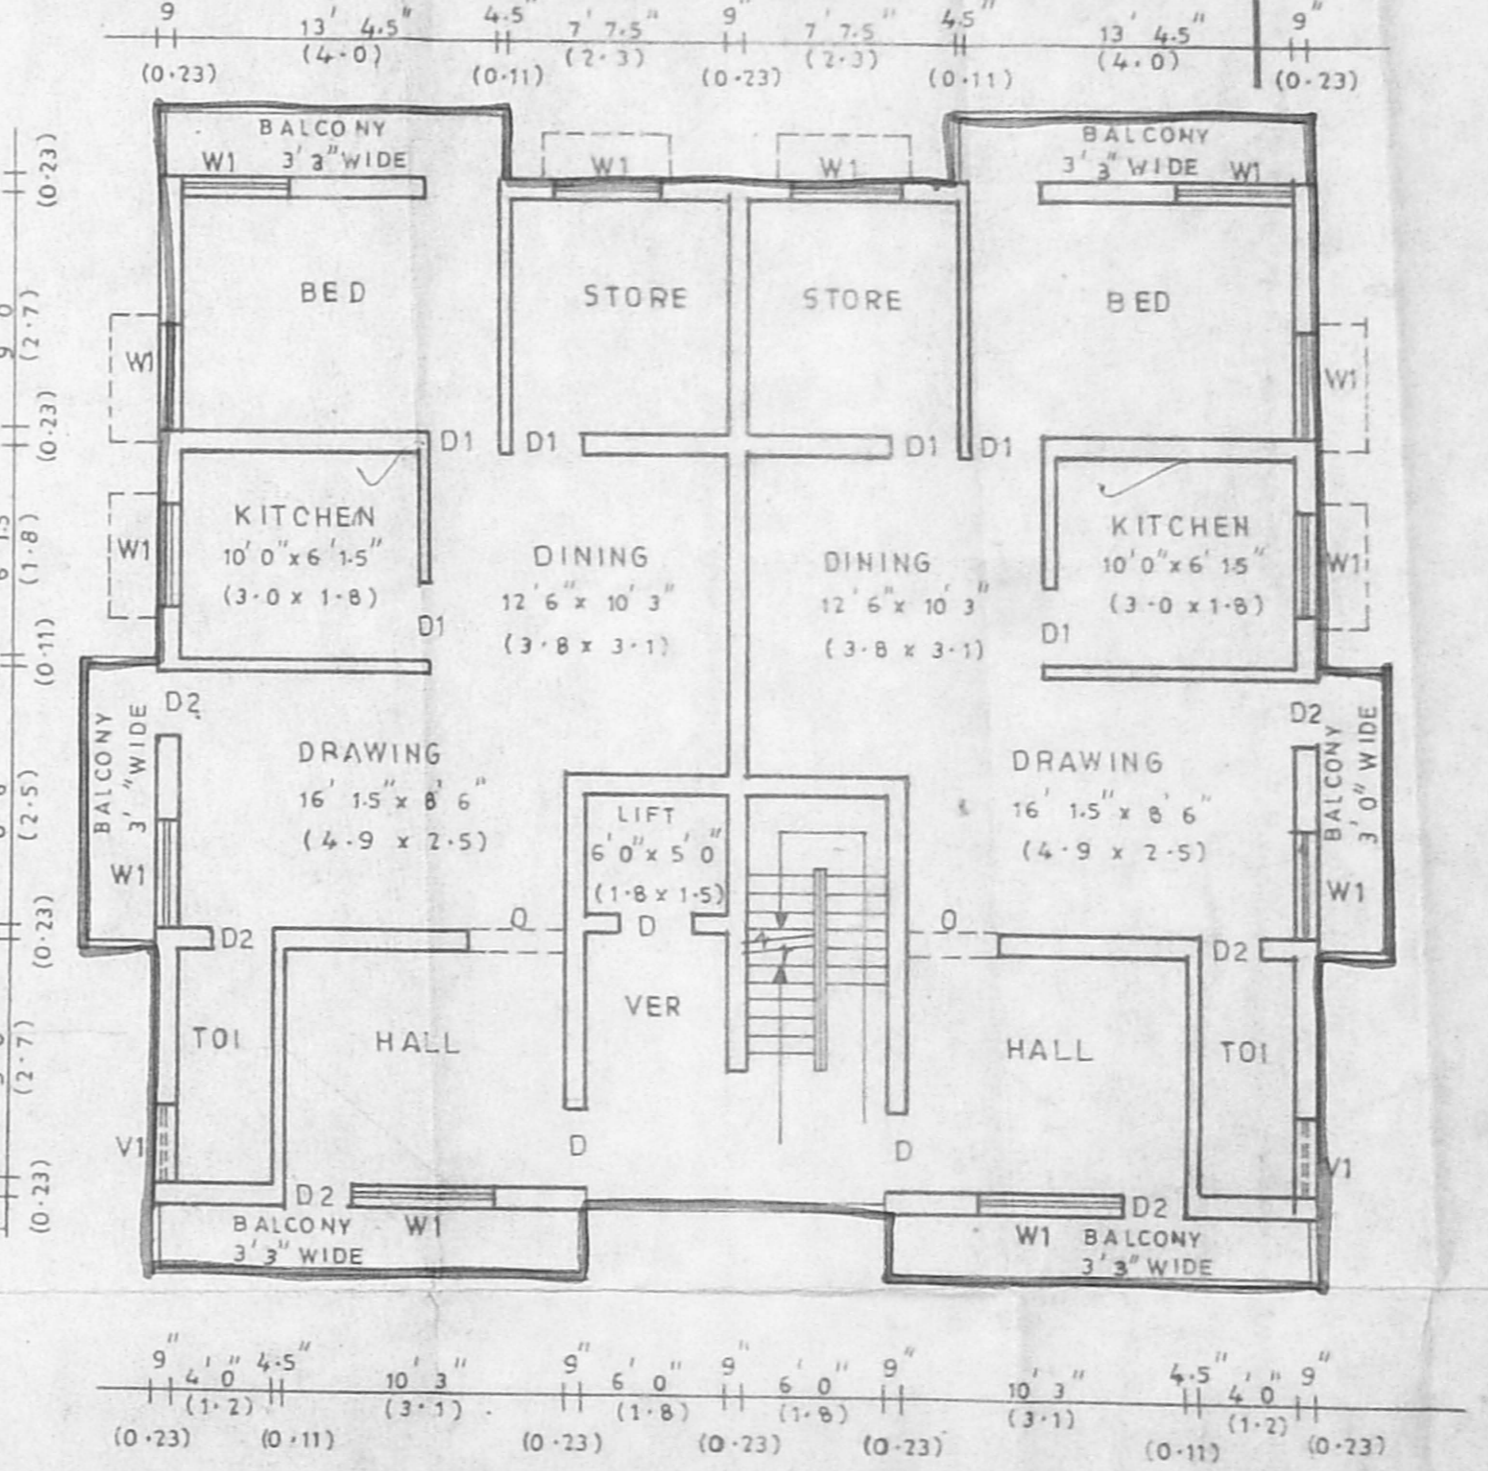 9 13' 4.5" 4.5" 7' 7.5" 9" 7' 7.5" 4.5" 13' 4.5" 9"
(0.23) (4.0) (0.11) (2.3) (0.23) (2.3) (0.11) (4.0) (0.23)
BALCONY
3' 3" WIDE
W1
W1
W1
BALCONY
3' 3" WIDE
W1
(0.23)
BED
STORE
STORE
BED
(2.7)
W1
W1
(0.23)
D1
D1
D1
D1
KITCHEN
10' 0" x 6' 1.5"
(3.0 x 1.8)
W1
DINING
12' 6" x 10' 3"
(3.8 x 3.1)
DINING
12' 6" x 10' 3"
(3.8 x 3.1)
KITCHEN
10' 0" x 6' 1.5"
(3.0 x 1.8)
W1
(1.8)
D1
D1
(0.11)
D2
D2
BALCONY
3' "WIDE
W1
DRAWING
16' 1.5" x 8' 6"
(4.9 x 2.5)
LIFT
6' 0" x 5' 0"
(1.8 x 1.5)
D
DRAWING
16' 1.5" x 8' 6"
(4.9 x 2.5)
BALCONY
3' 0" WIDE
W1
(2.5)
(0.23)
D2
O
O
D2
TOI
HALL
VER
HALL
TOI
(2.7)
V1
D
D
V1
(0.23)
D2
W1
BALCONY
3' 3" WIDE
D2
W1
BALCONY
3' 3" WIDE
9" 4' 0" 4.5" 10' 3" 9" 6' 0" 9" 6' 0" 9" 10' 3" 4.5" 4' 0" 9"
(0.23) (1.2) (0.11) (3.1) (0.23) (1.8) (0.23) (1.8) (0.23) (3.1) (0.11) (1.2) (0.23)